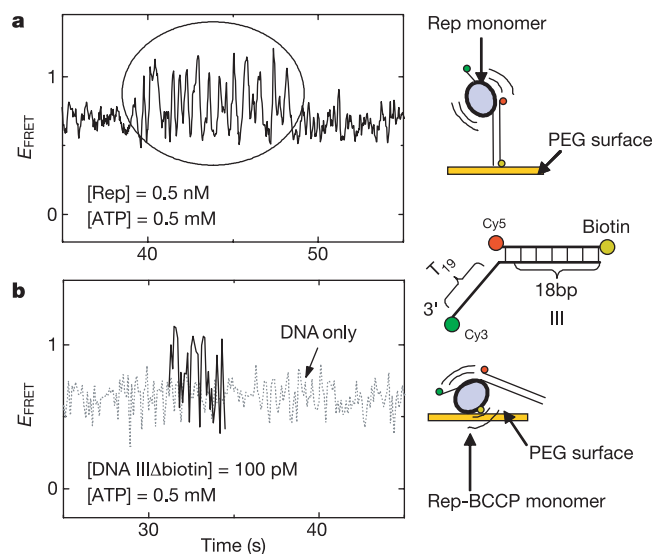 a
Rep monomer
1
E_FRET
PEG surface
0
[Rep] = 0.5 nM
[ATP] = 0.5 mM
40
50
Cy5
Biotin
T19
18bp
3'
III
Cy3
b
DNA only
1
E_FRET
[DNA IIIΔbiotin] = 100 pM
[ATP] = 0.5 mM
0
30
40
Time (s)
PEG surface
Rep-BCCP monomer